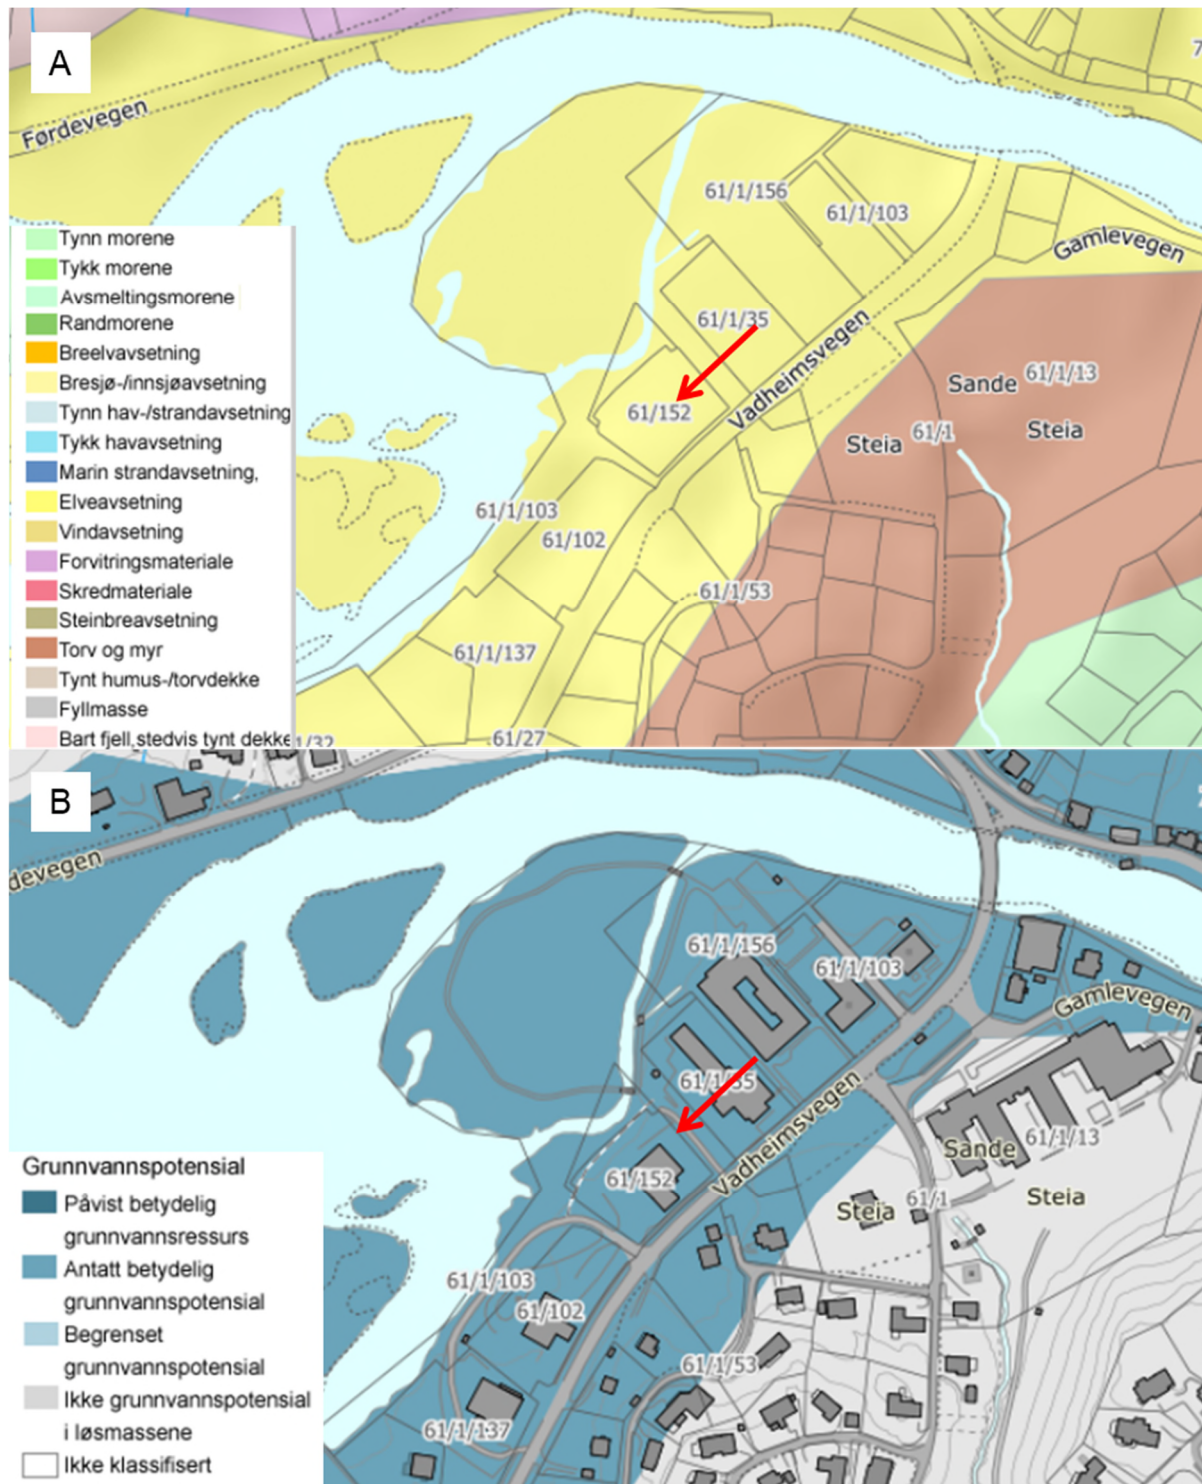 A
Førdevegen
7
61/1/156
61/1/103
Gamlevegen
61/1/35
Vadheimsvegen
61/152
Sande
61/1/13
Steia
61/1
Steia
61/1/103
61/102
61/1/53
61/1/137
61/27
1/32
Tynn morene
Tykk morene
Avsmeltingsmorene
Randmorene
Breelvavsetning
Bresjø-/innsjøavsetning
Tynn hav-/strandavsetning
Tykk havavsetning
Marin strandavsetning,
Elveavsetning
Vindavsetning
Forvitringsmateriale
Skredmateriale
Steinbreavsetning
Torv og myr
Tynt humus-/torvdekke
Fyllmasse
Bart fjell,stedvis tynt dekke
B
devegen
61/1/156
61/1/103
Gamlevegen
61/1/35
Vadheimsvegen
61/152
Sande
61/1/13
Steia
61/1
Steia
61/1/103
61/102
61/1/53
61/1/137
Grunnvannspotensial
Påvist betydelig
grunnvannsressurs
Antatt betydelig
grunnvannspotensial
Begrenset
grunnvannspotensial
Ikke grunnvannspotensial
i løsmassene
Ikke klassifisert